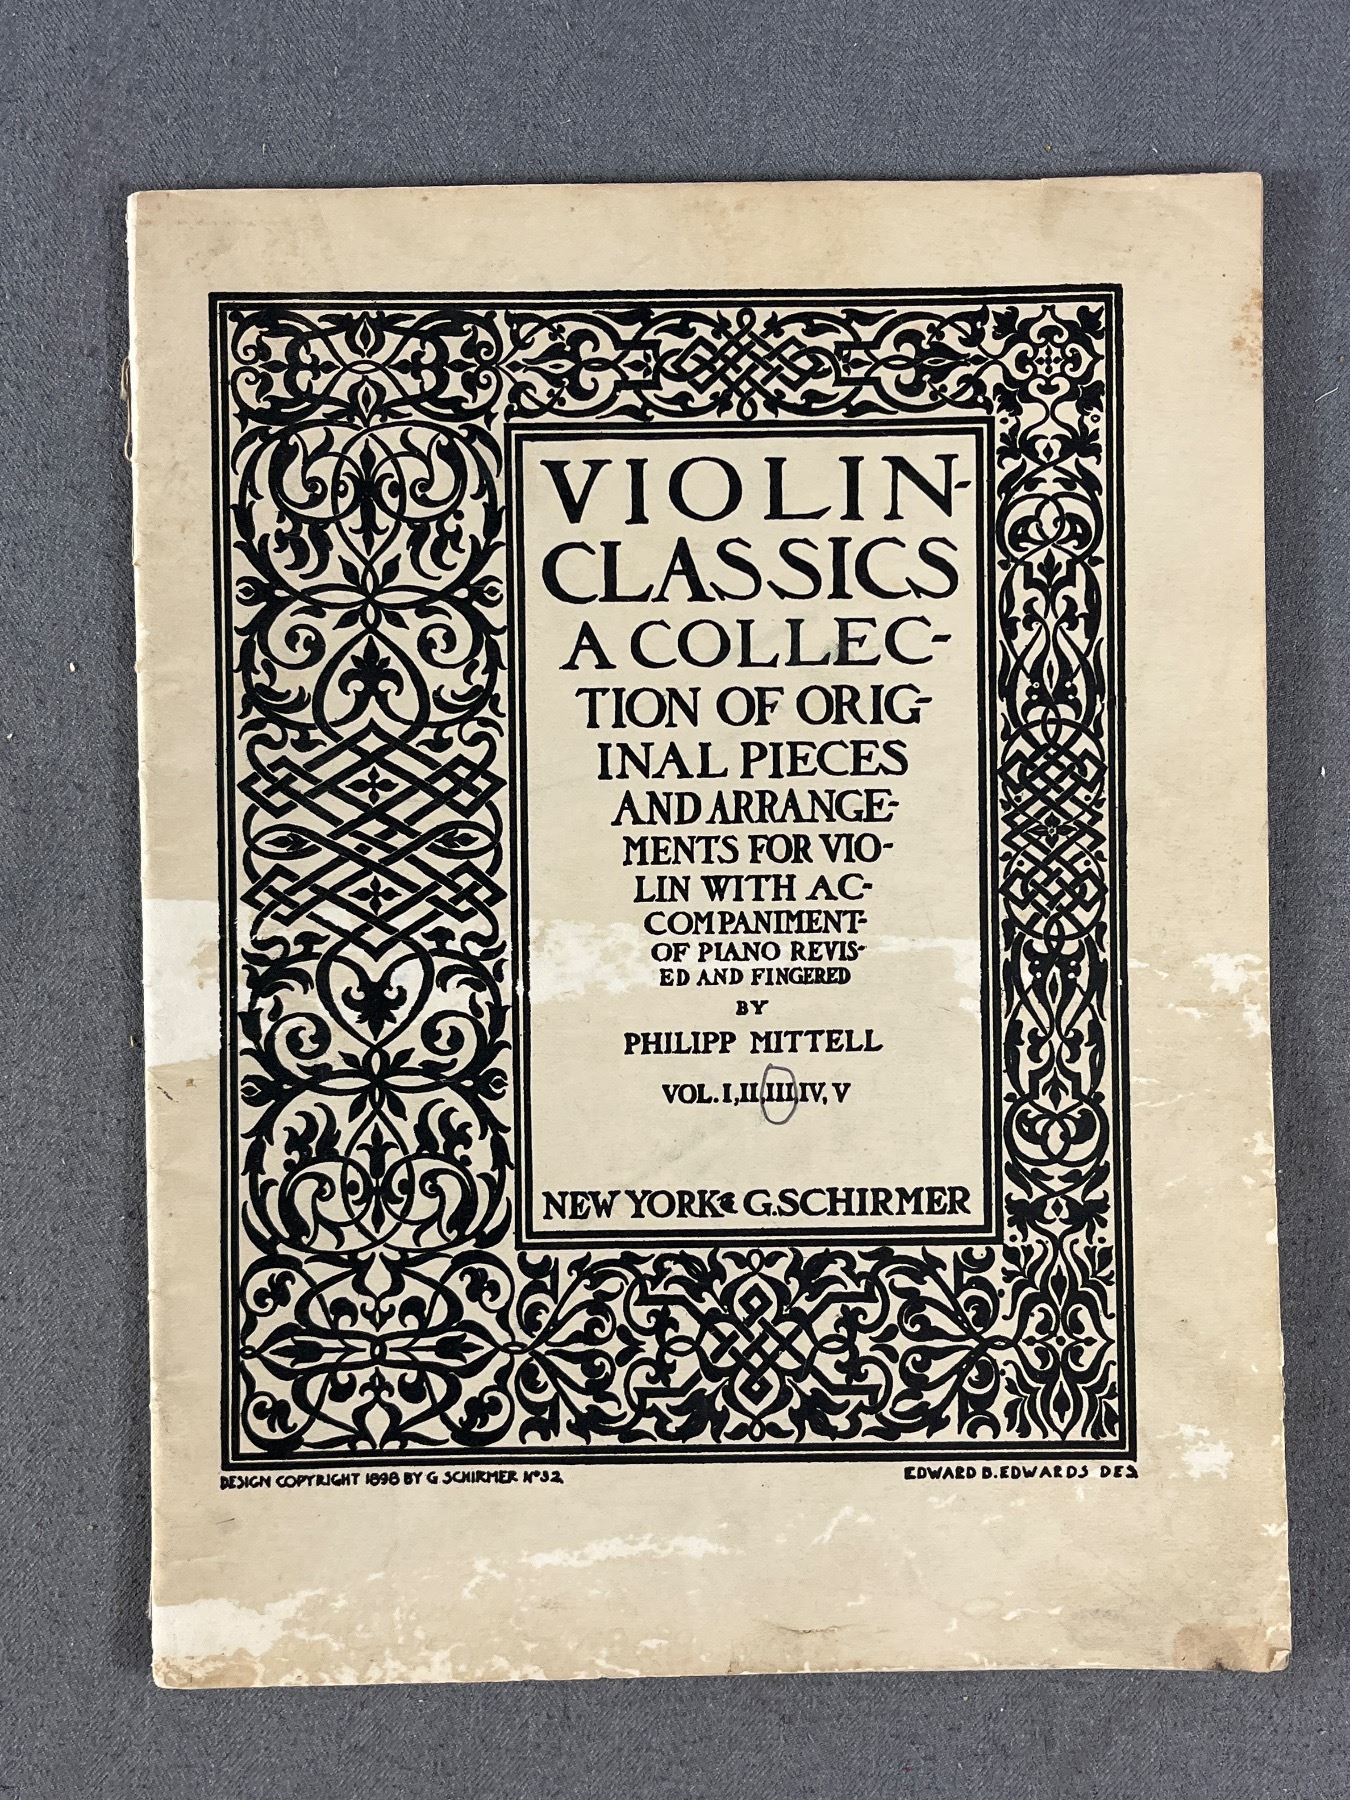 VIOLIN-
CLASSICS
A COLLEC-
TION OF ORIG-
INAL PIECES
AND ARRANGE-
MENTS FOR VIO-
LIN WITH AC-
COMPANIMENT-
OF PIANO REVIS-
ED AND FINGERED
BY
PHILIPP MITTELL
VOL. I, II, III, IV, V
NEW YORK: G. SCHIRMER
DESIGN COPYRIGHT 1898 BY G. SCHIRMER Nº 32
EDWARD B. EDWARDS DES